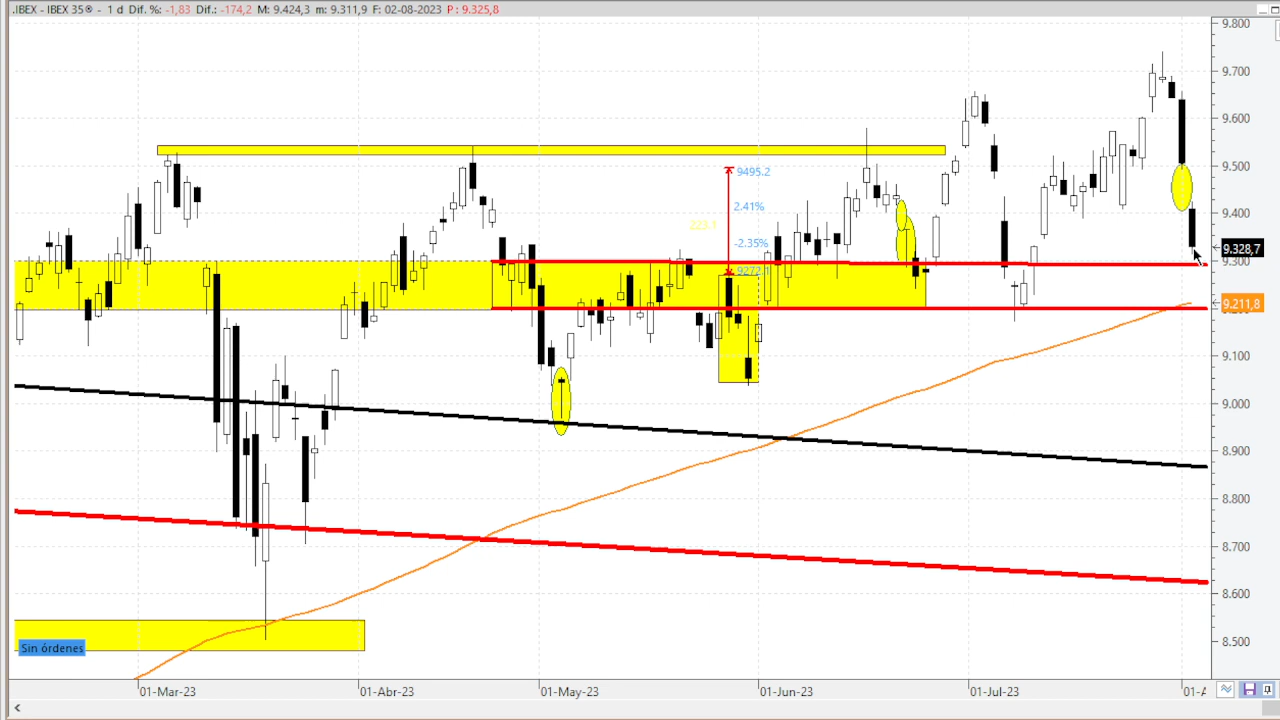 .IBEX - IBEX 35® - 1 d Dif. %: -1,83 Dif.: -174,2 M: 9.424,3 m: 9.311,9 F: 02-08-2023 P : 9.325,8
9.800
9.700
9.600
9.500
9495.2
2.41%
9.400
223.1
-2.35%
9.328,7
9.300
9272.1
9.211,8
9.100
9.000
8.900
8.800
8.700
8.600
8.500
Sin órdenes
01-Mar-23
01-Abr-23
01-May-23
01-Jun-23
01-Jul-23